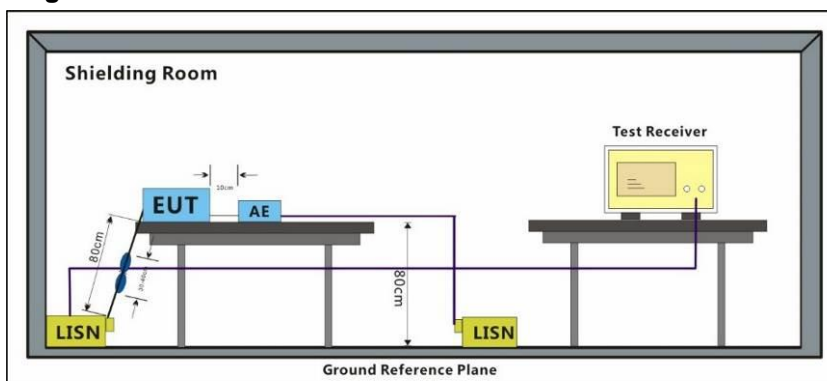 Shielding Room
Test Receiver
10cm
EUT
AE
80cm
80cm
LISN
LISN
Ground Reference Plane